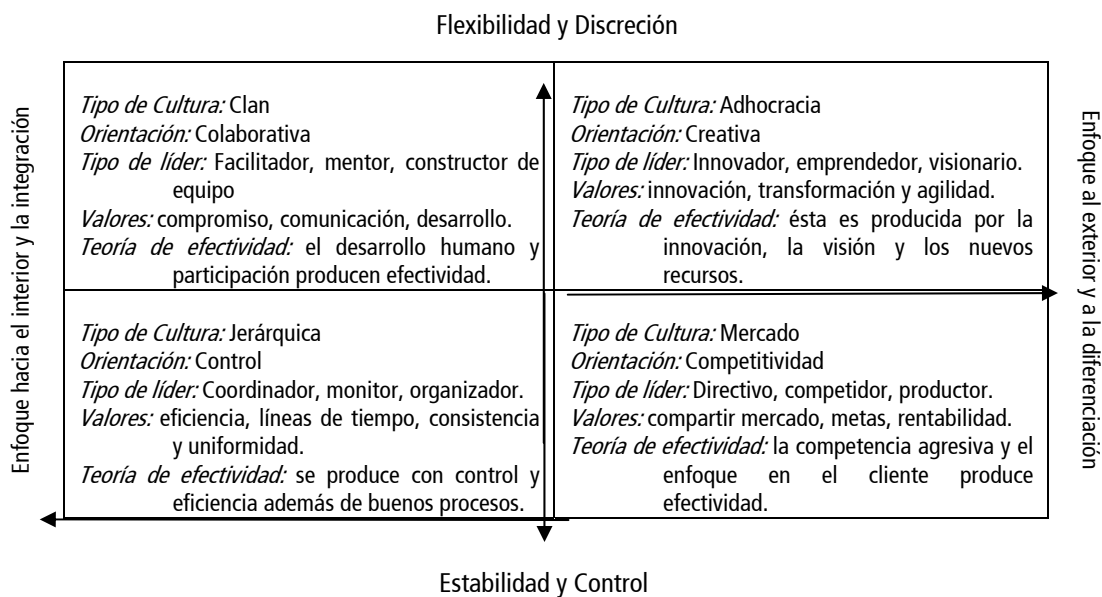 Flexibilidad y Discreción
Enfoque hacia el interior y la integración
Tipo de Cultura: Clan
Orientación: Colaborativa
Tipo de líder: Facilitador, mentor, constructor de
equipo
Valores: compromiso, comunicación, desarrollo.
Teoría de efectividad: el desarrollo humano y
participación producen efectividad.
Tipo de Cultura: Adhocracia
Orientación: Creativa
Tipo de líder: Innovador, emprendedor, visionario.
Valores: innovación, transformación y agilidad.
Teoría de efectividad: ésta es producida por la
innovación, la visión y los nuevos
recursos.
Tipo de Cultura: Jerárquica
Orientación: Control
Tipo de líder: Coordinador, monitor, organizador.
Valores: eficiencia, líneas de tiempo, consistencia
y uniformidad.
Teoría de efectividad: se produce con control y
eficiencia además de buenos procesos.
Tipo de Cultura: Mercado
Orientación: Competitividad
Tipo de líder: Directivo, competidor, productor.
Valores: compartir mercado, metas, rentabilidad.
Teoría de efectividad: la competencia agresiva y el
enfoque en el cliente produce
efectividad.
Enfoque al exterior y a la diferenciación
Estabilidad y Control